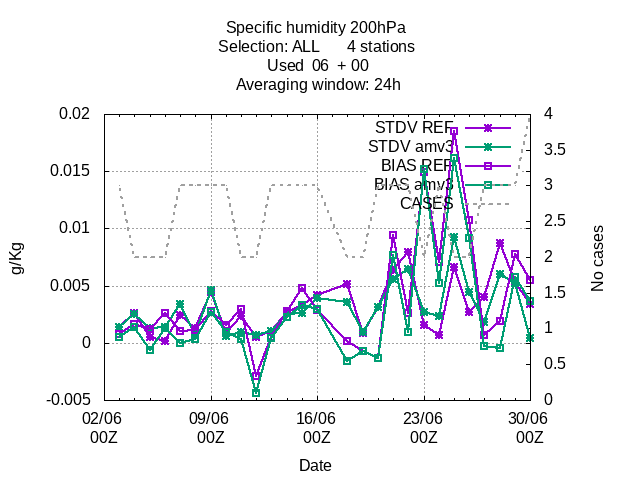 Specific humidity 200hPa
Selection: ALL 4 stations
Used 06 + 00
Averaging window: 24h
0.02
0.015
0.01
0.005
0
-0.005
g/Kg
4
3.5
3
2.5
2
1.5
1
0.5
0
No cases
STDV REF
STDV amv3
BIAS REF
BIAS amv3
CASES
02/06 09/06 16/06 23/06 30/06
00Z 00Z 00Z 00Z 00Z
Date